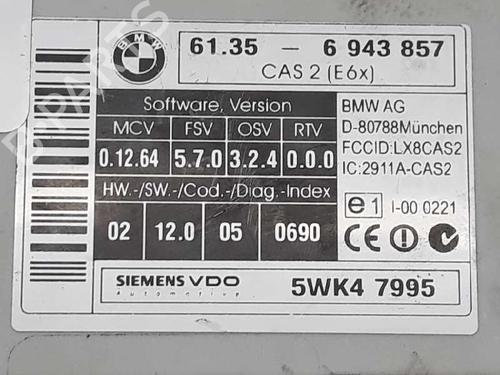 BMW
61.35 - 6 943 857
CAS 2 (E6x)
Software, Version
MCV FSV OSV RTV
0.12.64 5.7.0 3.2.4 0.0.0
HW.-/SW.-/Cod.-/Diag.-Index
02 12.0 05 0690
BMW AG
D-80788München
FCCID:LX8CAS2
IC:2911A-CAS2
e1 I-00 0221
CE
SIEMENS VDO
Automotive
5WK4 7995
B-PARTS